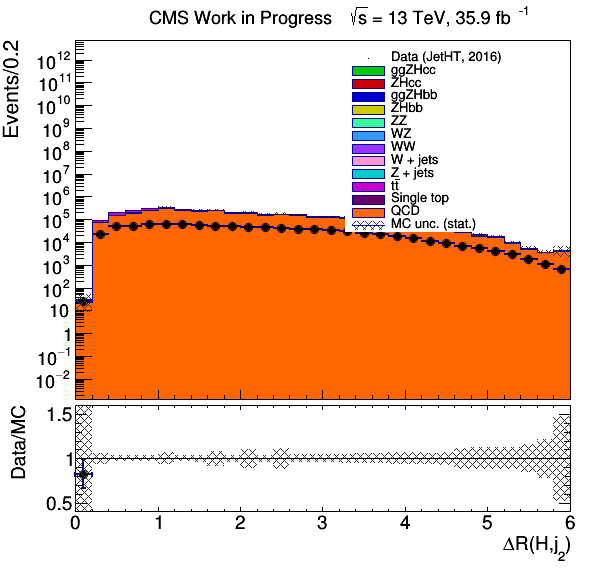 CMS Work in Progress √s = 13 TeV, 35.9 fb⁻¹
Events/0.2
10¹²
10¹¹
10¹⁰
10⁹
10⁸
10⁷
10⁶
10⁵
10⁴
10³
10²
10
1
10⁻¹
10⁻²
Data (JetHT, 2016)
ggZHcc
ZHcc
ggZHbb
ZHbb
ZZ
WZ
WW
W + jets
Z + jets
tt̄
Single top
QCD
MC unc. (stat.)
Data/MC
1.5
1
0.5
0 1 2 3 4 5 6
ΔR(H,j₂)